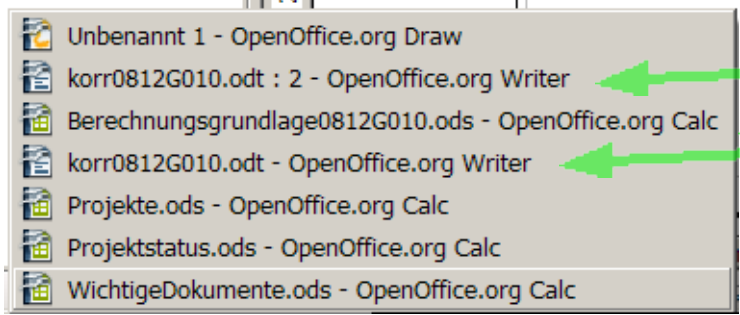 Unbenannt 1 - OpenOffice.org Draw
korr0812G010.odt : 2 - OpenOffice.org Writer
Berechnungsgrundlage0812G010.ods - OpenOffice.org Calc
korr0812G010.odt - OpenOffice.org Writer
Projekte.ods - OpenOffice.org Calc
Projektstatus.ods - OpenOffice.org Calc
WichtigeDokumente.ods - OpenOffice.org Calc